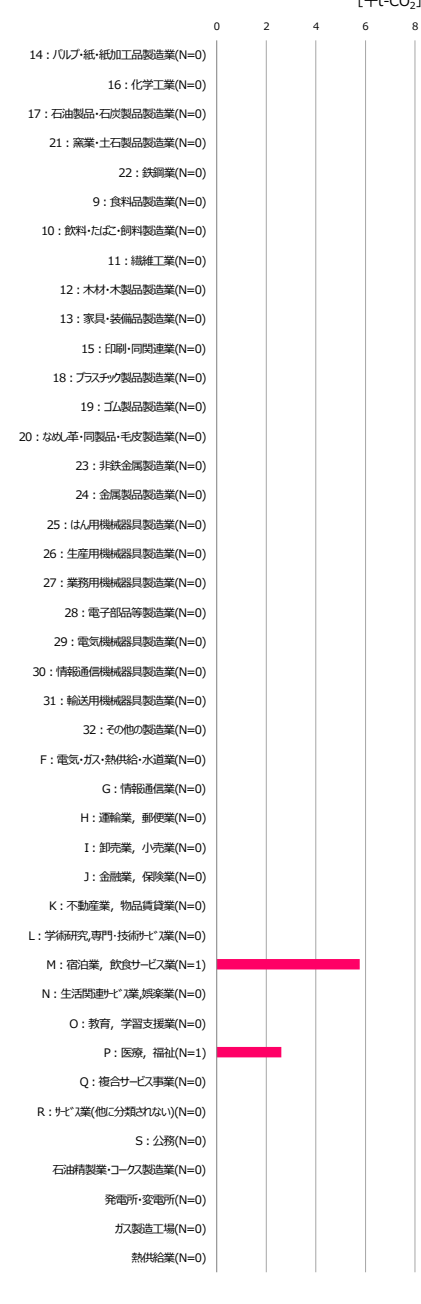 [千t-CO₂]
0 2 4 6 8
14：パルプ・紙・紙加工品製造業(N=0)
16：化学工業(N=0)
17：石油製品・石炭製品製造業(N=0)
21：窯業・土石製品製造業(N=0)
22：鉄鋼業(N=0)
9：食料品製造業(N=0)
10：飲料・たばこ・飼料製造業(N=0)
11：繊維工業(N=0)
12：木材・木製品製造業(N=0)
13：家具・装備品製造業(N=0)
15：印刷・同関連業(N=0)
18：プラスチック製品製造業(N=0)
19：ゴム製品製造業(N=0)
20：なめし革・同製品・毛皮製造業(N=0)
23：非鉄金属製造業(N=0)
24：金属製品製造業(N=0)
25：はん用機械器具製造業(N=0)
26：生産用機械器具製造業(N=0)
27：業務用機械器具製造業(N=0)
28：電子部品等製造業(N=0)
29：電気機械器具製造業(N=0)
30：情報通信機械器具製造業(N=0)
31：輸送用機械器具製造業(N=0)
32：その他の製造業(N=0)
F：電気・ガス・熱供給・水道業(N=0)
G：情報通信業(N=0)
H：運輸業，郵便業(N=0)
I：卸売業，小売業(N=0)
J：金融業，保険業(N=0)
K：不動産業，物品賃貸業(N=0)
L：学術研究,専門・技術ｻｰﾋﾞｽ業(N=0)
M：宿泊業，飲食サービス業(N=1)
N：生活関連ｻｰﾋﾞｽ業,娯楽業(N=0)
O：教育，学習支援業(N=0)
P：医療，福祉(N=1)
Q：複合サービス事業(N=0)
R：ｻｰﾋﾞｽ業(他に分類されない)(N=0)
S：公務(N=0)
石油精製業・コークス製造業(N=0)
発電所・変電所(N=0)
ガス製造工場(N=0)
熱供給業(N=0)